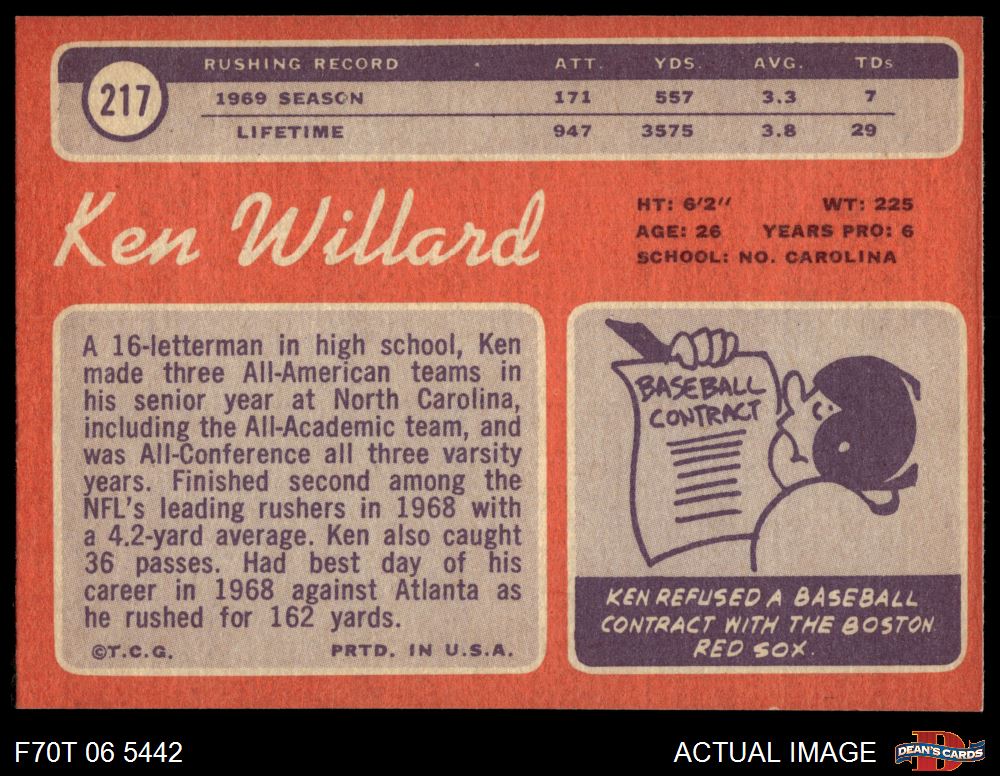 217
RUSHING RECORD ATT. YDS. AVG. TDs
1969 SEASON 171 557 3.3 7
LIFETIME 947 3575 3.8 29
Ken Willard
HT: 6'2" WT: 225
AGE: 26 YEARS PRO: 6
SCHOOL: NO. CAROLINA
A 16-letterman in high school, Ken
made three All-American teams in
his senior year at North Carolina,
including the All-Academic team, and
was All-Conference all three varsity
years. Finished second among the
NFL's leading rushers in 1968 with
a 4.2-yard average. Ken also caught
36 passes. Had best day of his
career in 1968 against Atlanta as
he rushed for 162 yards.
©T.C.G. PRTD. IN U.S.A.
BASEBALL
CONTRACT
KEN REFUSED A BASEBALL
CONTRACT WITH THE BOSTON
RED SOX.
F70T 06 5442
ACTUAL IMAGE
D
DEAN'S CARDS